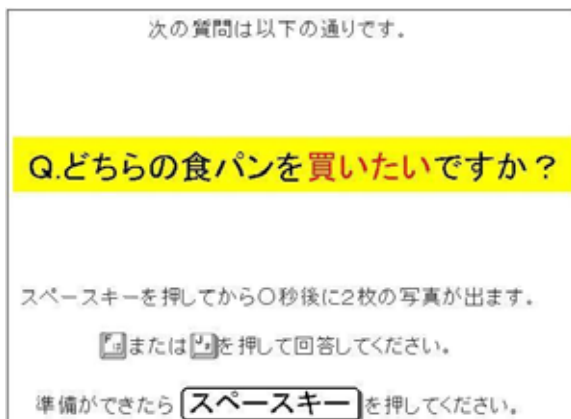 次の質問は以下の通りです。
Q.どちらの食パンを買いたいですか？
スペースキーを押してから〇秒後に2枚の写真が出ます。
FまたはJを押して回答してください。
準備ができたら スペースキー を押してください。